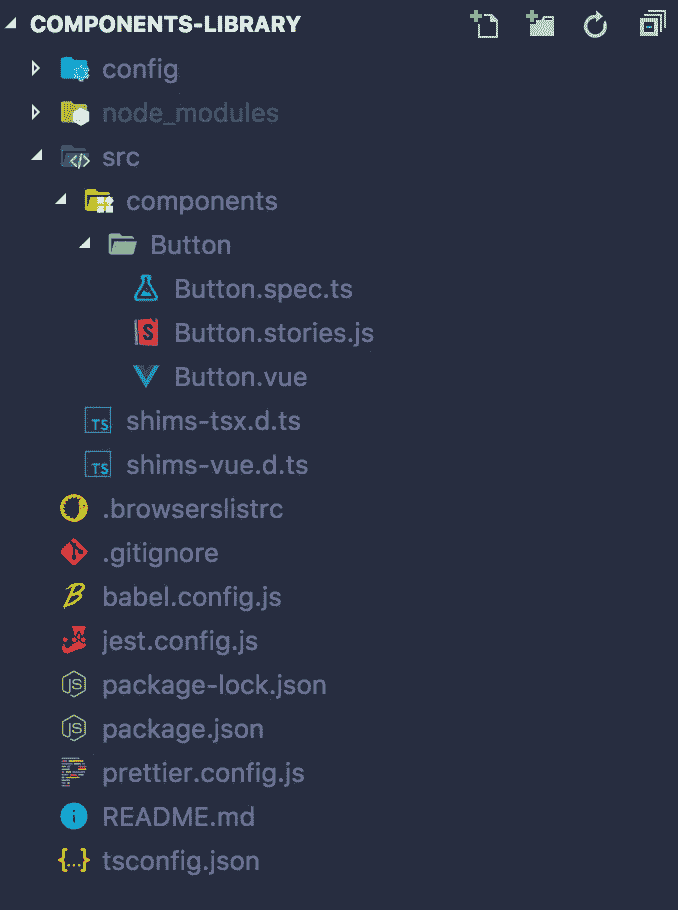 COMPONENTS-LIBRARY
config
node_modules
src
components
Button
Button.spec.ts
Button.stories.js
Button.vue
TS shims-tsx.d.ts
TS shims-vue.d.ts
.browserslistrc
.gitignore
babel.config.js
jest.config.js
package-lock.json
package.json
prettier.config.js
README.md
tsconfig.json